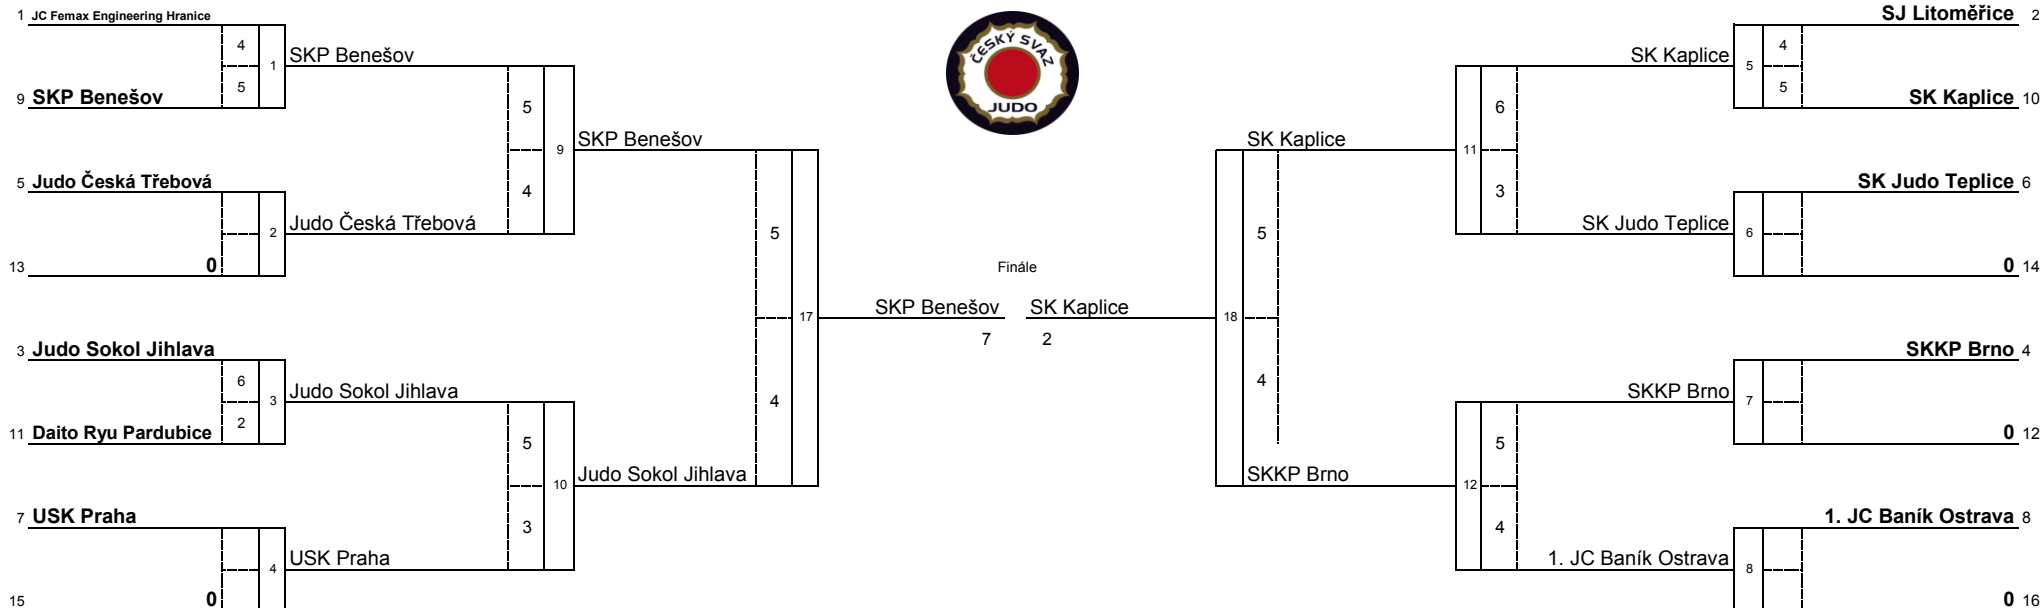 1 JC Femax Engineering Hranice
4
1
SKP Benešov
5
9 SKP Benešov
5
9
SKP Benešov
4
5 Judo Česká Třebová
2
Judo Česká Třebová
13 0
5
17
4
3 Judo Sokol Jihlava
6
3
Judo Sokol Jihlava
2
11 Daito Ryu Pardubice
5
10
Judo Sokol Jihlava
3
7 USK Praha
4
USK Praha
15 0
ČESKÝ SVAZ
JUDO
Finále
SKP Benešov SK Kaplice
7 2
SJ Litoměřice 2
4
SK Kaplice
5
5
SK Kaplice 10
6
SK Kaplice
11
3
SK Judo Teplice 6
SK Judo Teplice
6
0 14
5
18
4
SKKP Brno 4
SKKP Brno
7
0 12
5
SKKP Brno
12
4
1. JC Baník Ostrava 8
1. JC Baník Ostrava
8
0 16